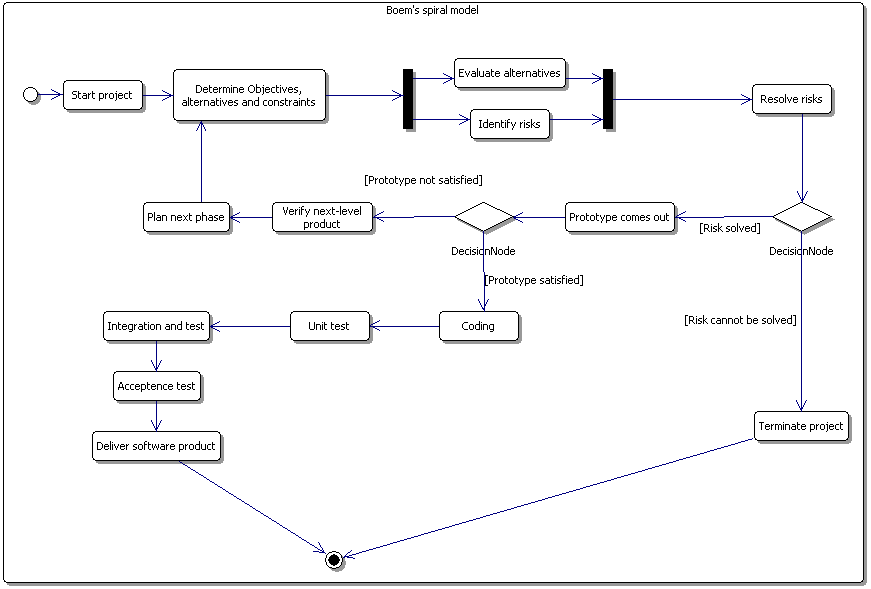 Boem's spiral model
Start project
Determine Objectives,
alternatives and constraints
Evaluate alternatives
Identify risks
Resolve risks
[Prototype not satisfied]
Plan next phase
Verify next-level
product
DecisionNode
Prototype comes out
[Risk solved]
DecisionNode
[Prototype satisfied]
[Risk cannot be solved]
Integration and test
Unit test
Coding
Acceptence test
Deliver software product
Terminate project